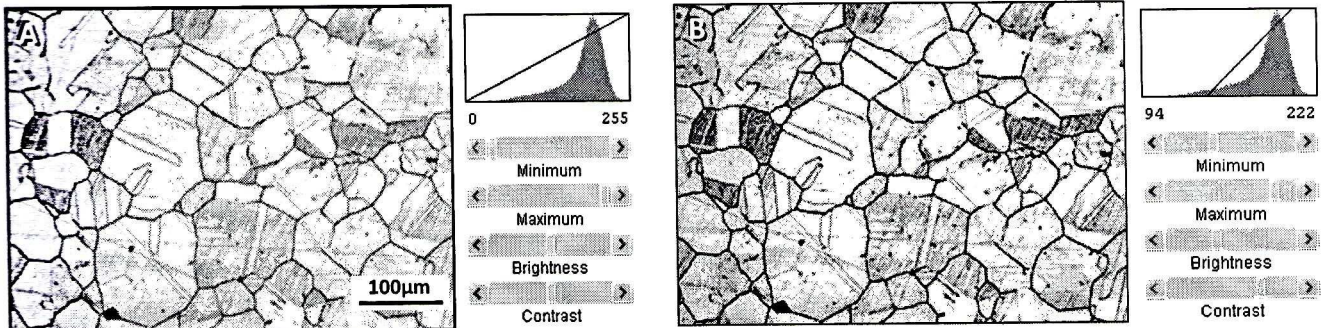 A
0 255
Minimum
Maximum
Brightness
Contrast
100µm
B
94 222
Minimum
Maximum
Brightness
Contrast